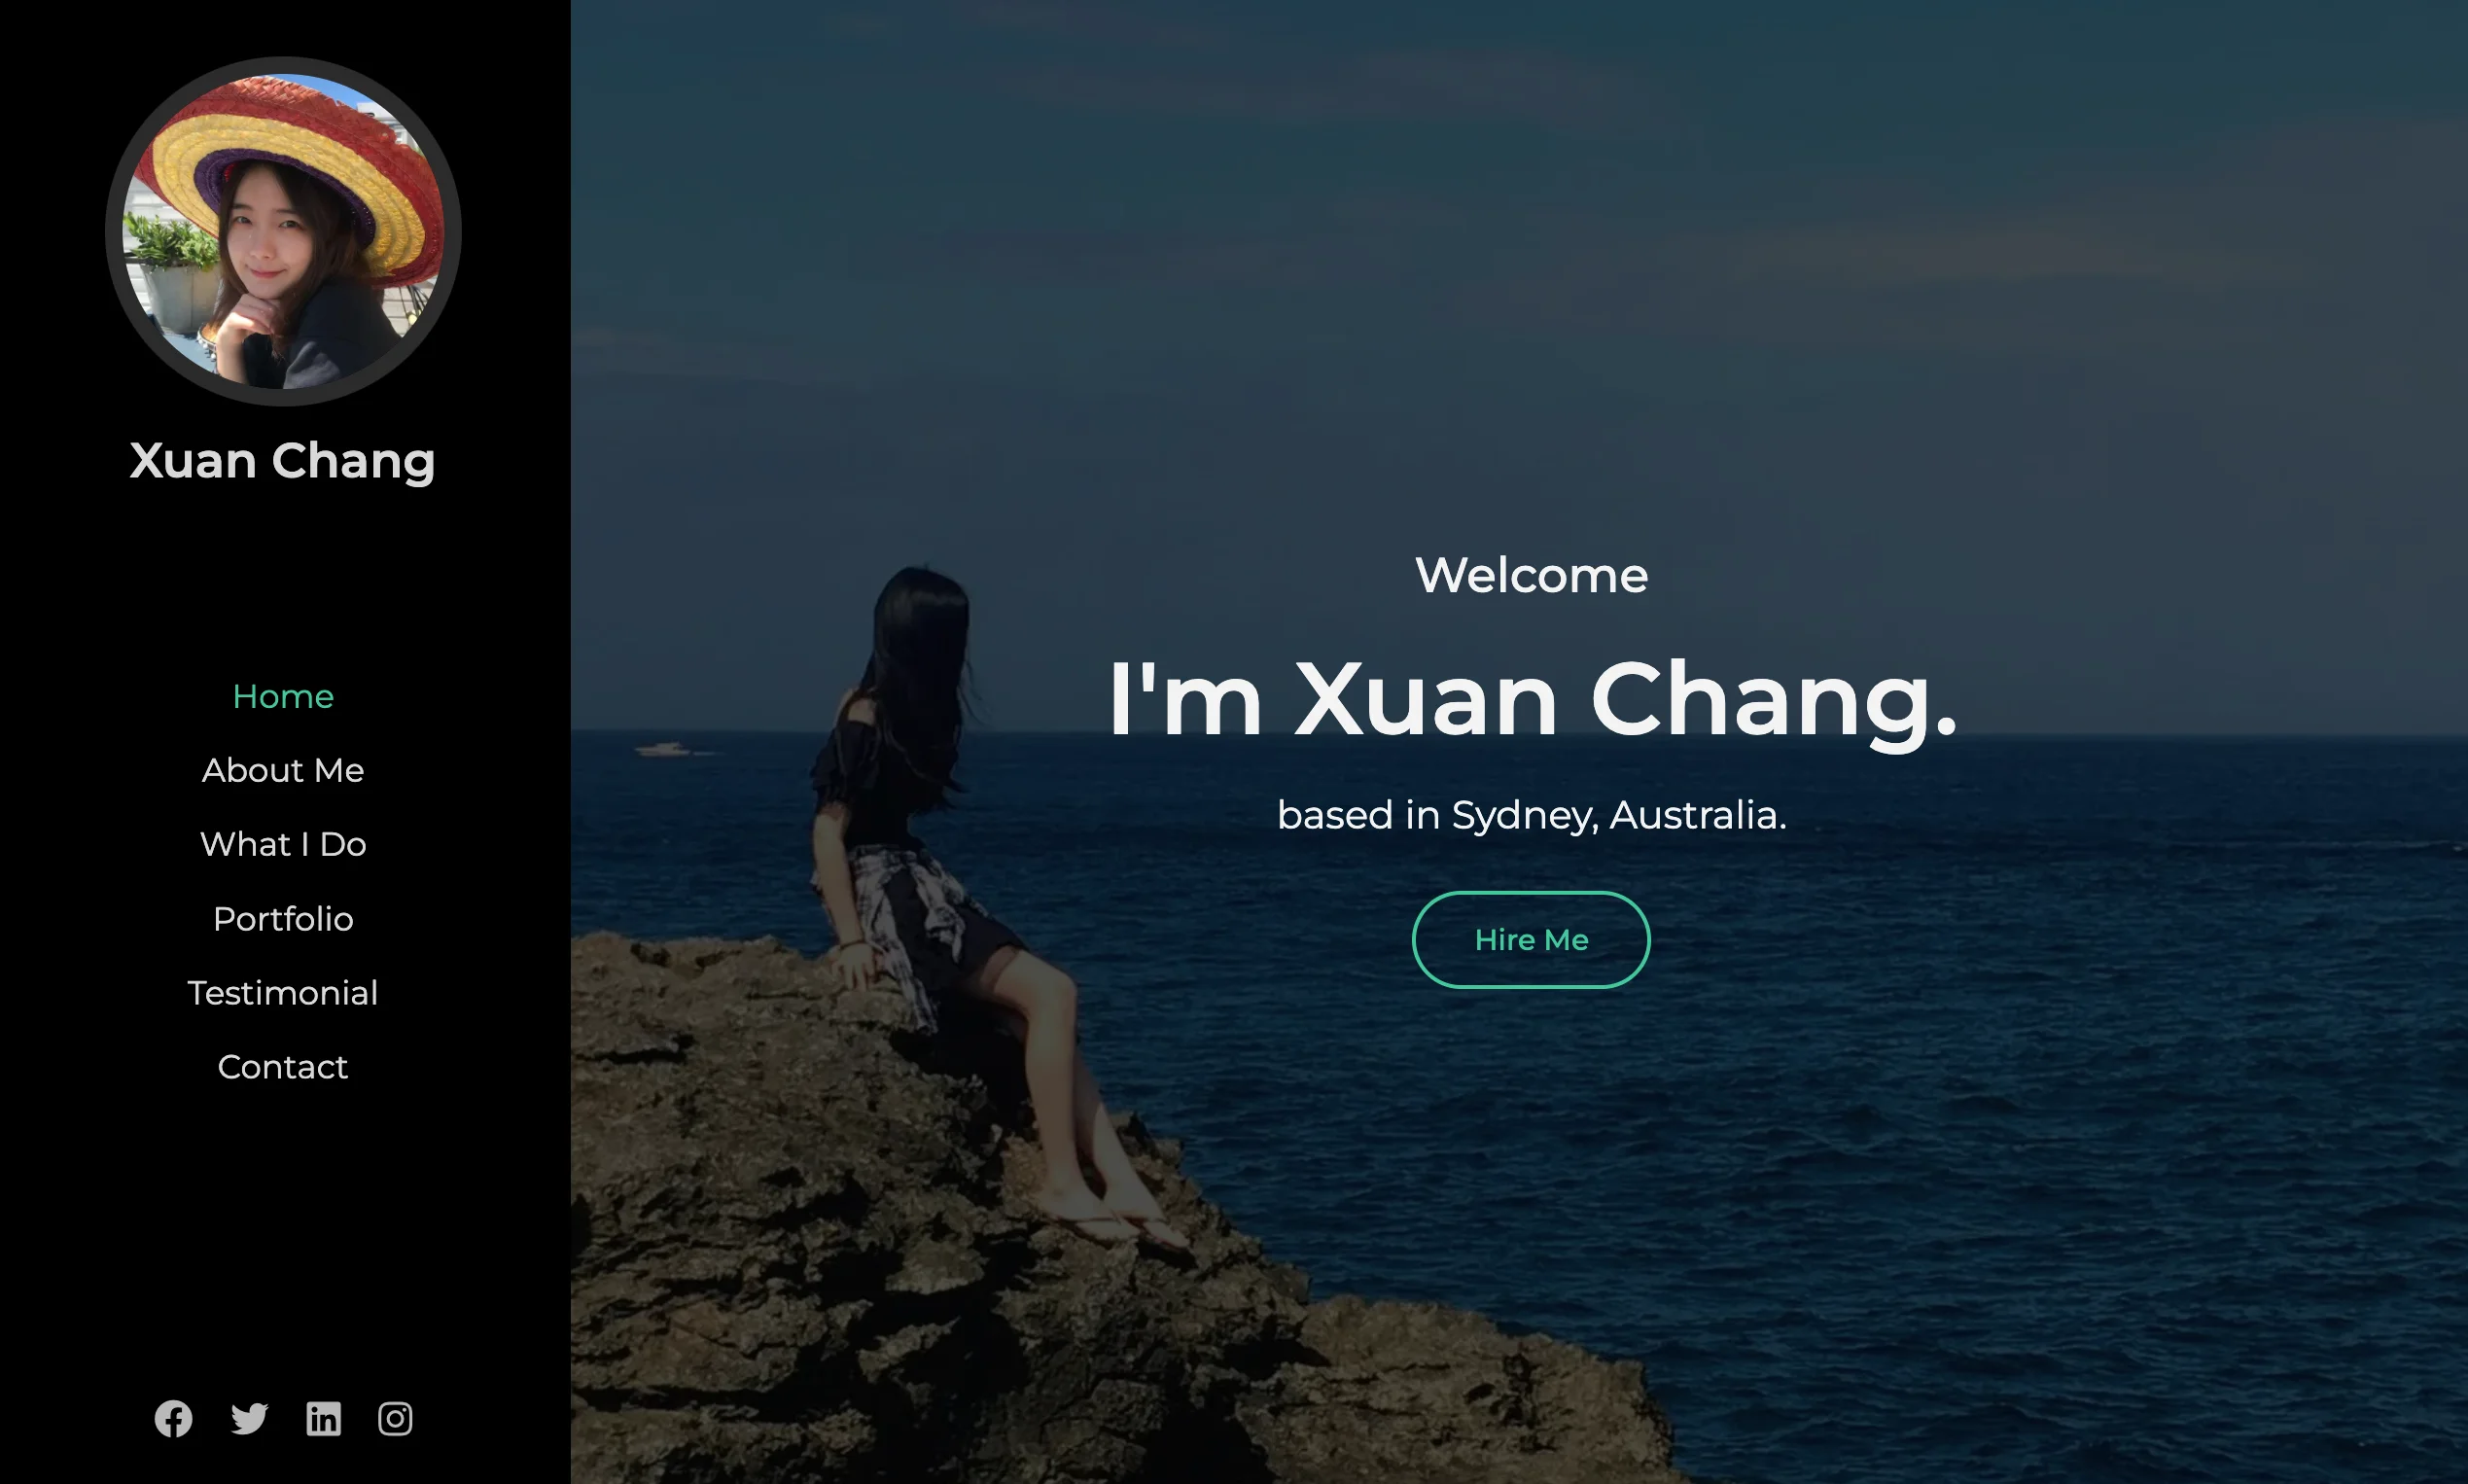 Xuan Chang
Home
About Me
What I Do
Portfolio
Testimonial
Contact
Welcome
I'm Xuan Chang.
based in Sydney, Australia.
Hire Me